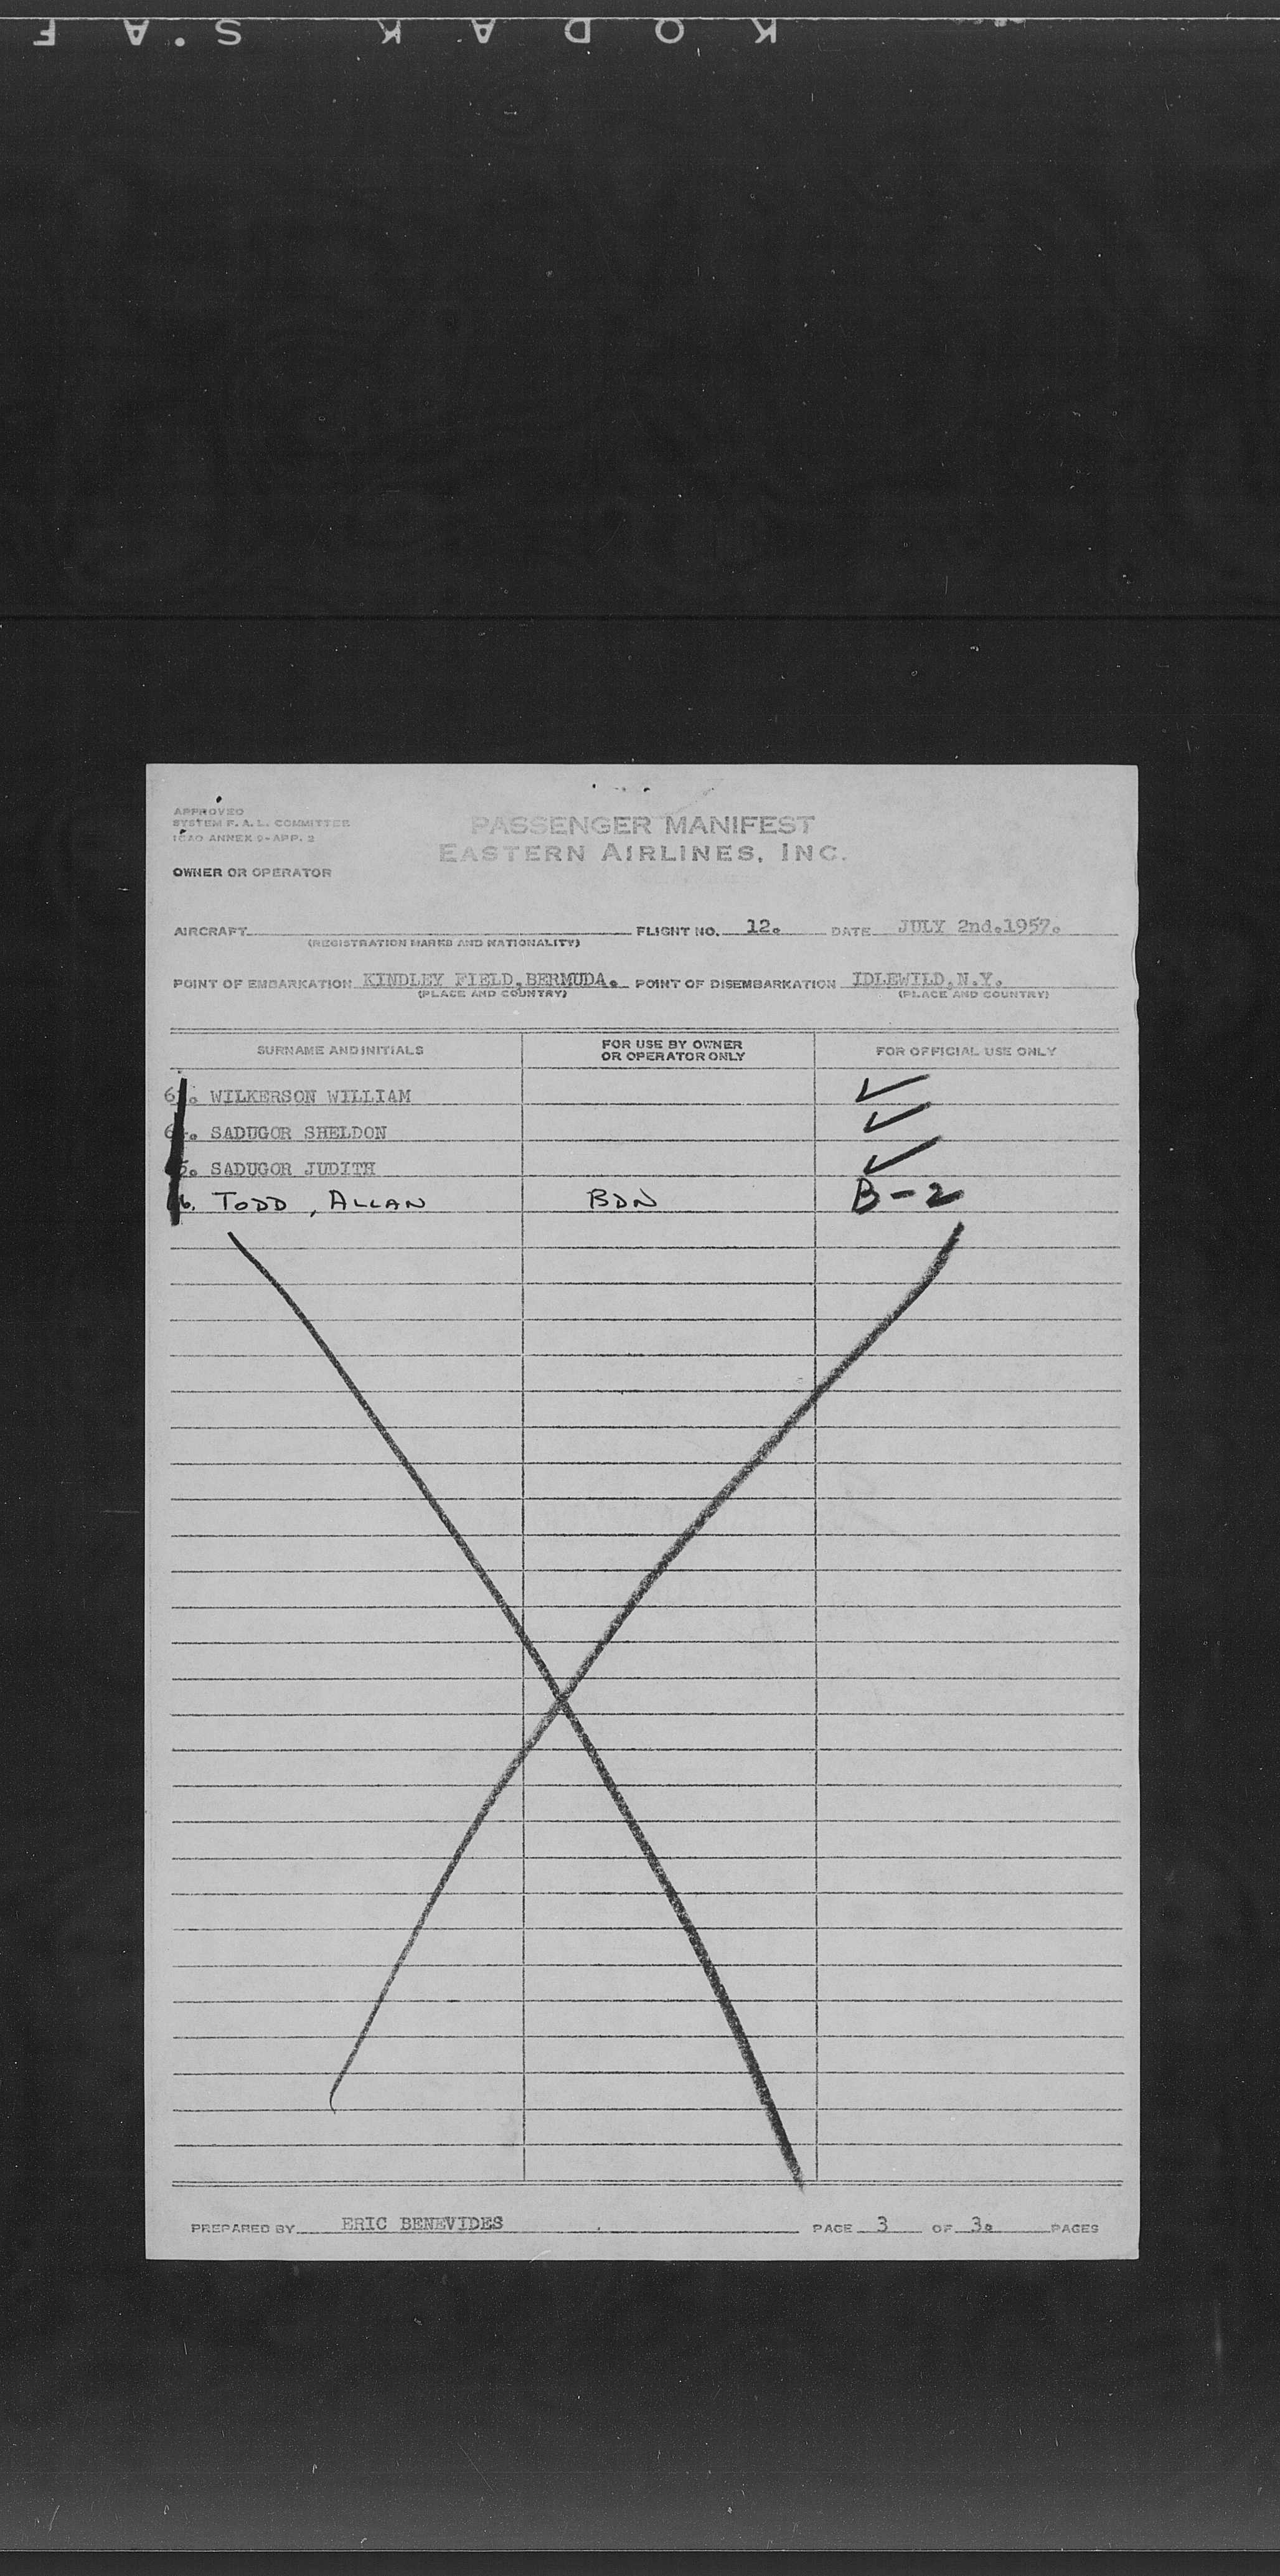 KODAK S.AF
APPROVED
SYSTEM F. A. L. COMMITTEE
ICAO ANNEX 9-APP. 2
PASSENGER MANIFEST
EASTERN AIRLINES, INC.
OWNER OR OPERATOR
AIRCRAFT FLIGHT NO. 12. DATE JULY 2nd.1957.
(REGISTRATION MARKS AND NATIONALITY)
POINT OF EMBARKATION KINDLEY FIELD,BERMUDA. POINT OF DISEMBARKATION IDLEWILD,N.Y.
(PLACE AND COUNTRY) (PLACE AND COUNTRY)
SURNAME AND INITIALS FOR USE BY OWNER OR OPERATOR ONLY FOR OFFICIAL USE ONLY
WILKERSON WILLIAM ✓
SADUGOR SHELDON ✓
SADUGOR JUDITH ✓
TODD, ALLAN BDN B-2
PREPARED BY ERIC BENEVIDES PAGE 3 OF 3. PAGES